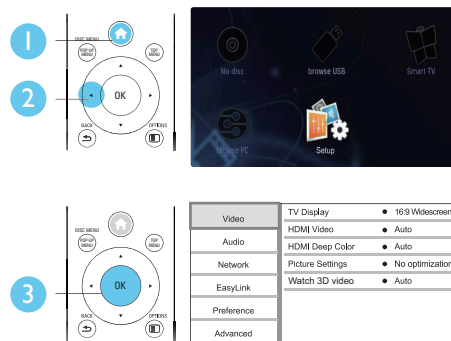 1
DISC MENU
POP-UP
MENU
TOP
MENU
2
OK
BACK
OPTIONS
No disc
browse USB
Smart TV
browse PC
Setup
3
DISC MENU
POP-UP
MENU
TOP
MENU
OK
BACK
OPTIONS
Video
Audio
Network
EasyLink
Preference
Advanced
TV Display ● 16:9 Widescreen
HDMI Video ● Auto
HDMI Deep Color ● Auto
Picture Settings ● No optimization
Watch 3D video ● Auto